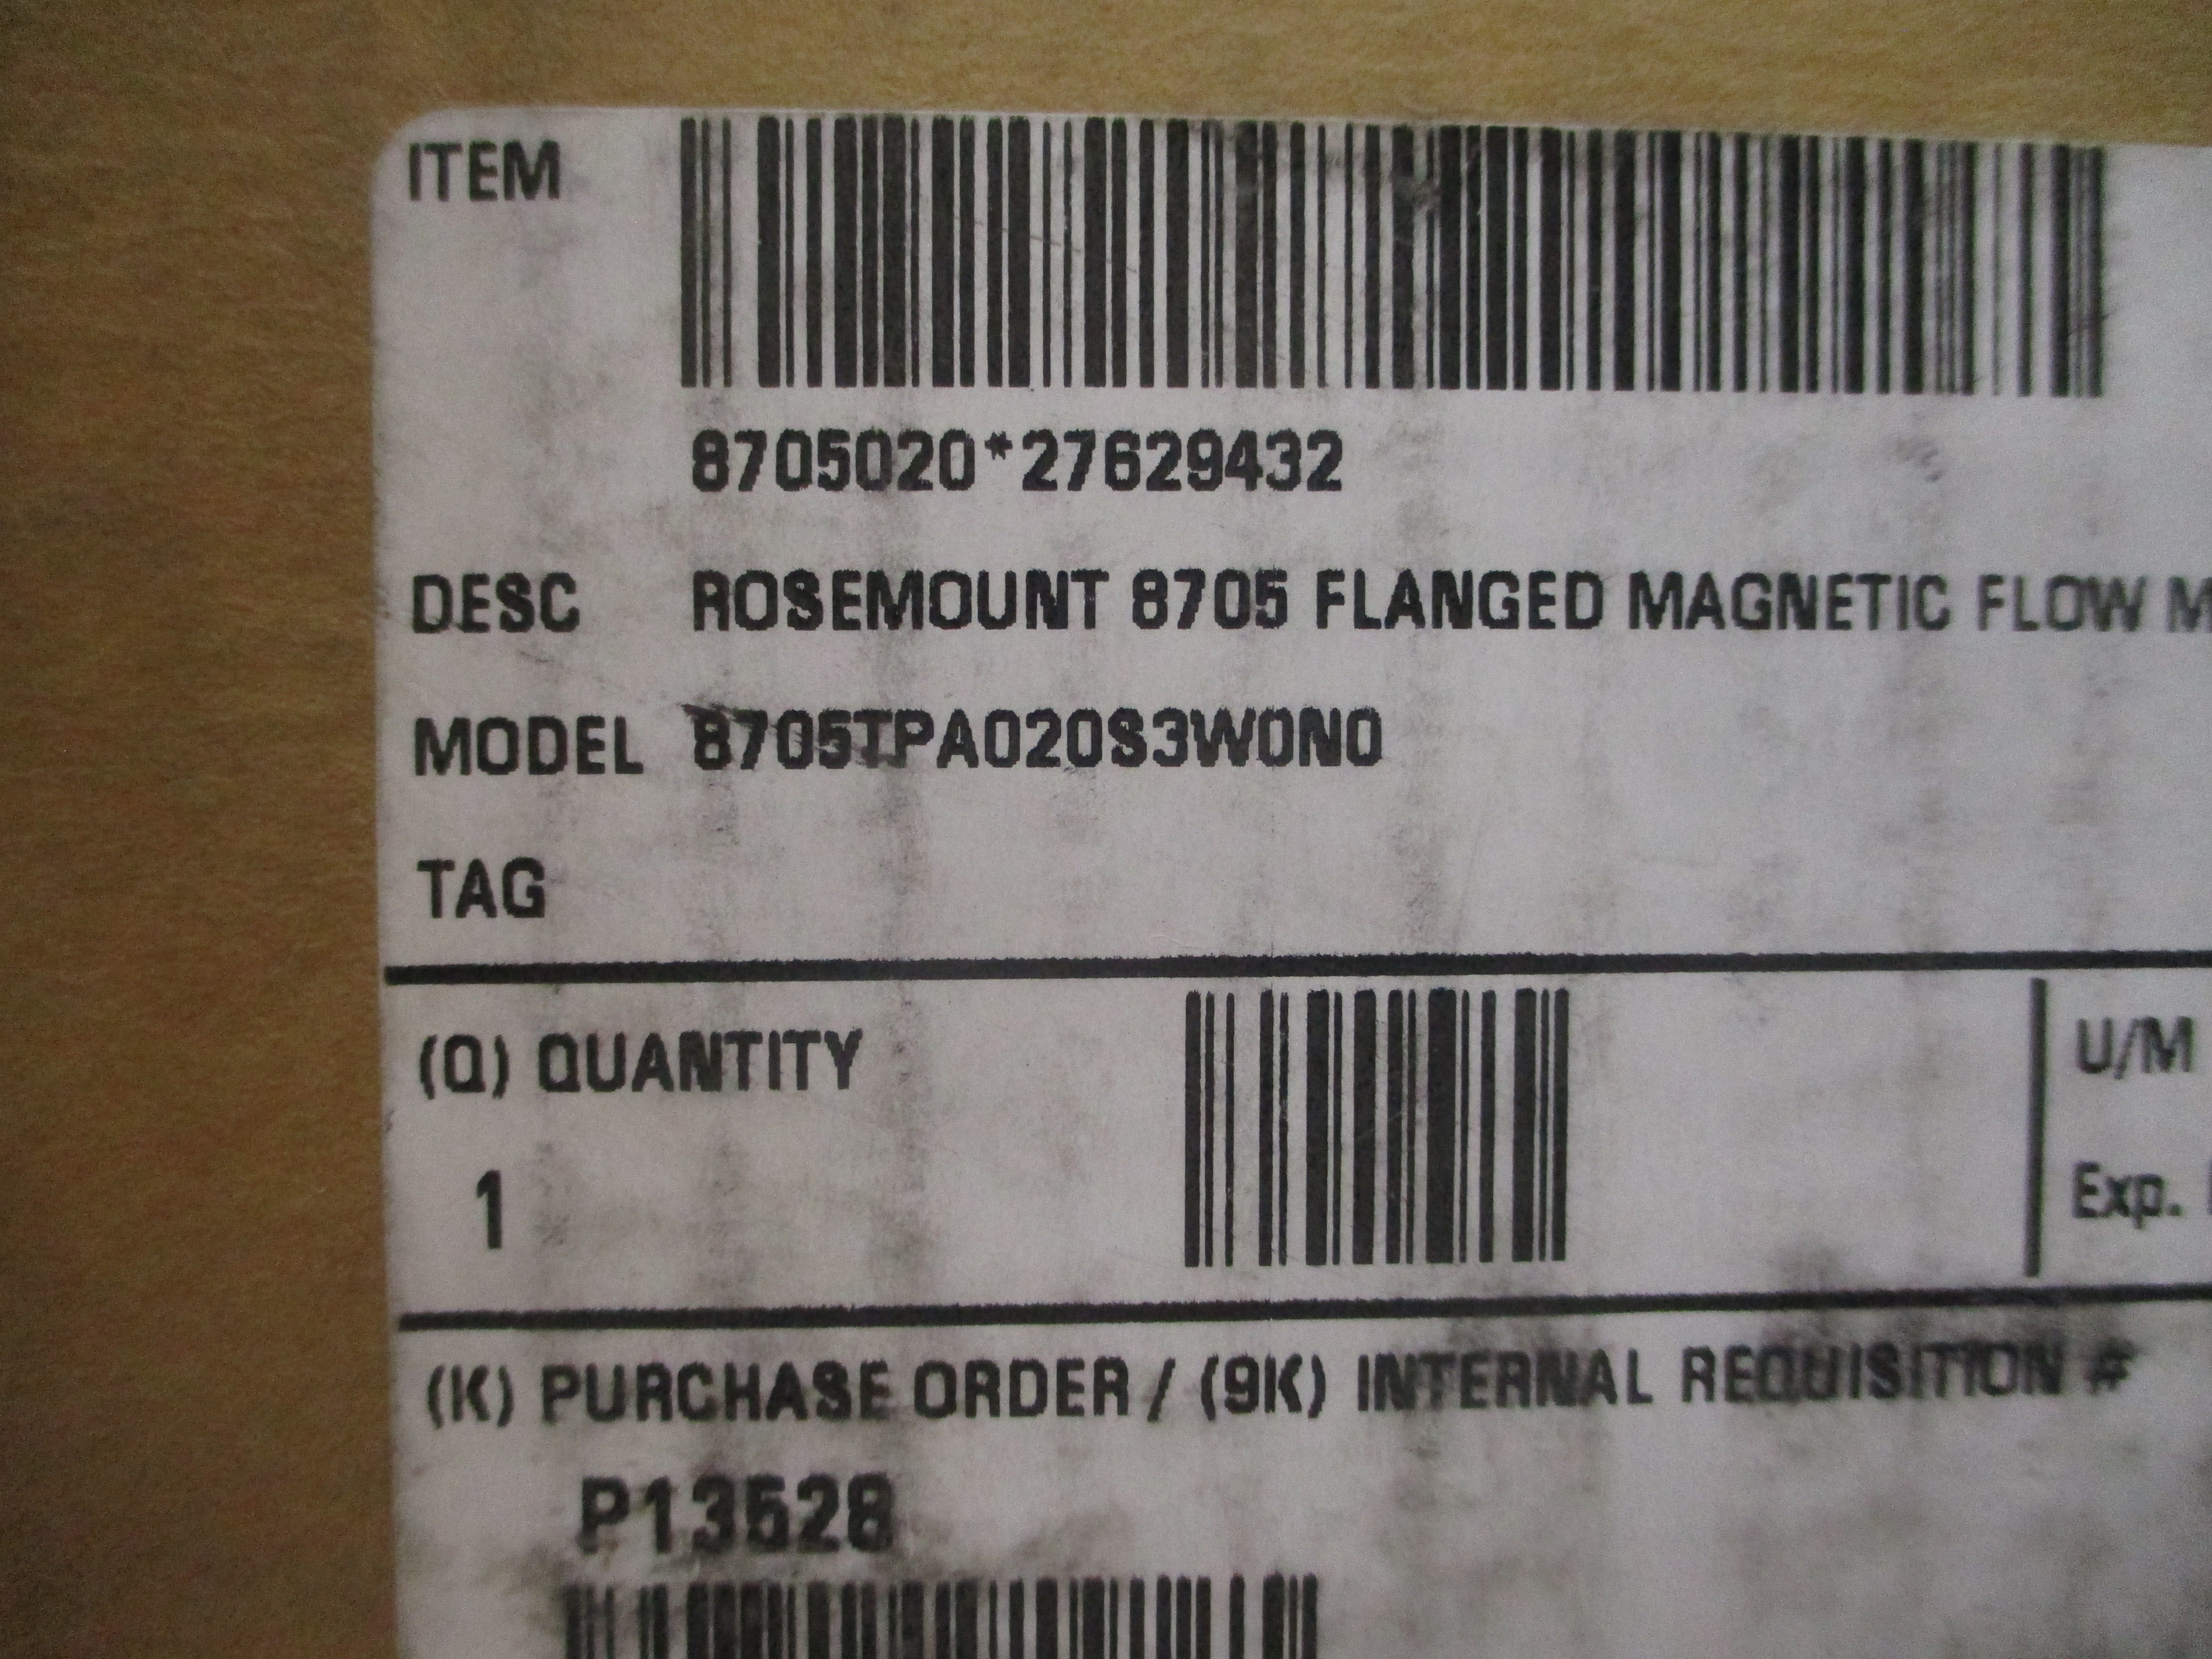 ITEM
8705020*27629432
DESC ROSEMOUNT 8705 FLANGED MAGNETIC FLOW M
MODEL 8705TPA020S3W0N0
TAG
(Q) QUANTITY
U/M
1
Exp.
(K) PURCHASE ORDER / (9K) INTERNAL REQUISITION #
P13528